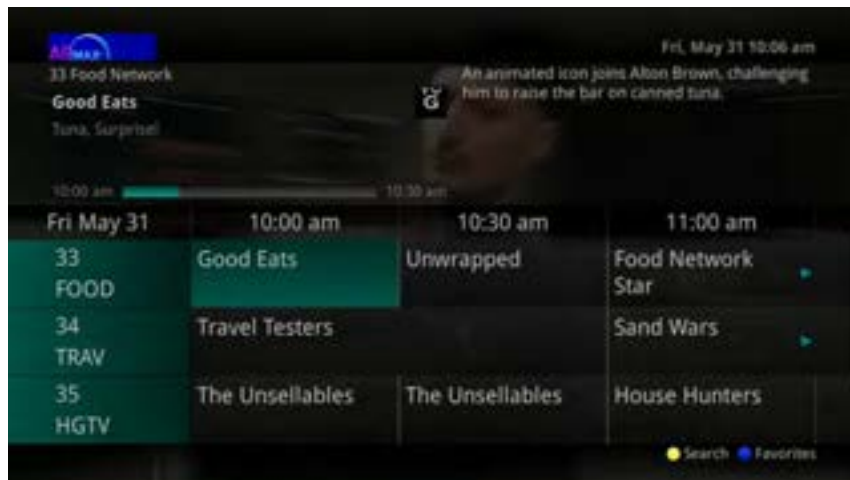 Fri, May 31 10:06 am
33 Food Network
Good Eats
Tuna, Surprise!
TV
G
An animated icon joins Alton Brown, challenging
him to raise the bar on canned tuna.
10:00 am 10:30 am
Fri May 31 10:00 am 10:30 am 11:00 am
33
FOOD
Good Eats
Unwrapped
Food Network
Star
34
TRAV
Travel Testers
Sand Wars
35
HGTV
The Unsellables
The Unsellables
House Hunters
Search Favorites